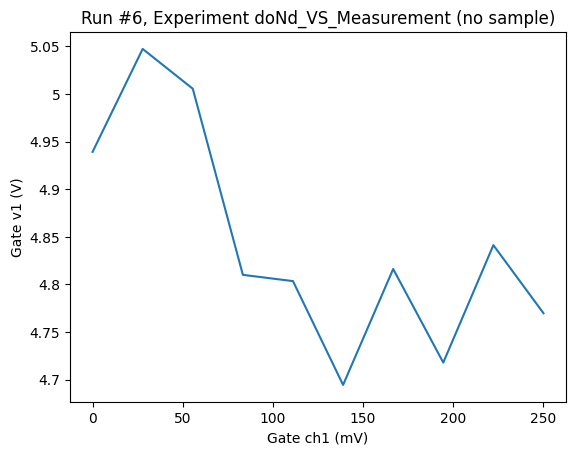 Run #6, Experiment doNd_VS_Measurement (no sample)
5.05
5
4.95
4.9
4.85
4.8
4.75
4.7
Gate v1 (V)
0 50 100 150 200 250
Gate ch1 (mV)